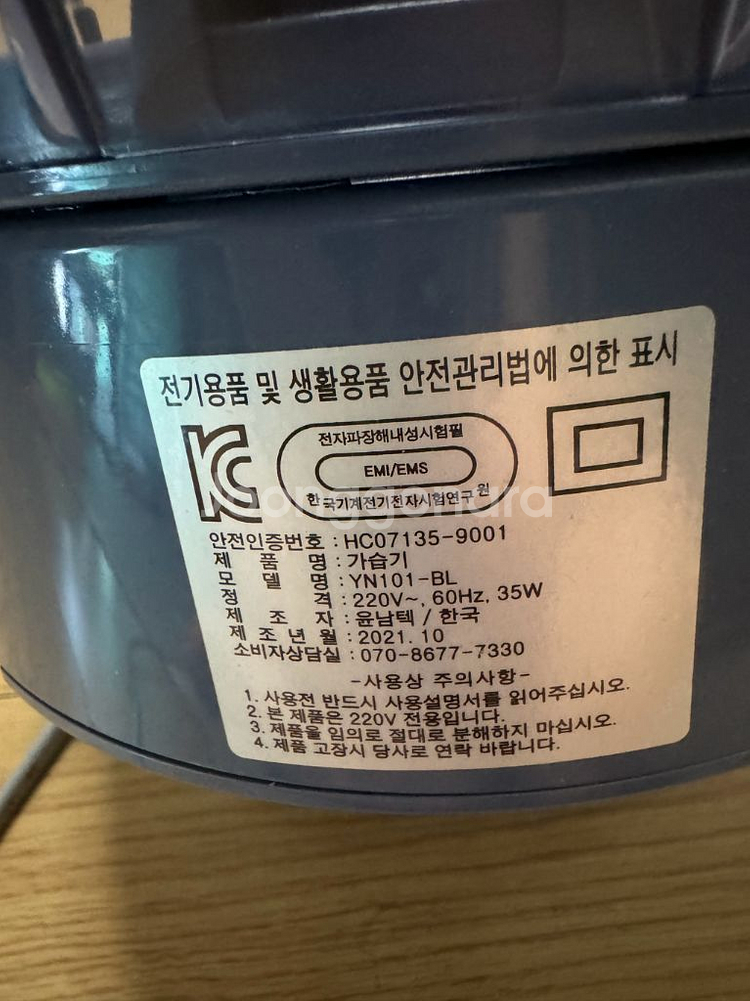 전기용품 및 생활용품 안전관리법에 의한 표시
전자파장해내성시험필
EMI/EMS
한국기계전기전자시험연구원
안전인증번호 : HC07135-9001
제 품 명 : 가습기
모 델 명 : YN101-BL
정 격 : 220V~, 60Hz, 35W
제 조 자 : 윤남텍 / 한국
제 조 년 월 : 2021. 10
소비자상담실 : 070-8677-7330
-사용상 주의사항-
1. 사용전 반드시 사용설명서를 읽어주십시오.
2. 본 제품은 220V 전용입니다.
3. 제품을 임의로 절대로 분해하지 마십시오.
4. 제품 고장시 당사로 연락 바랍니다.